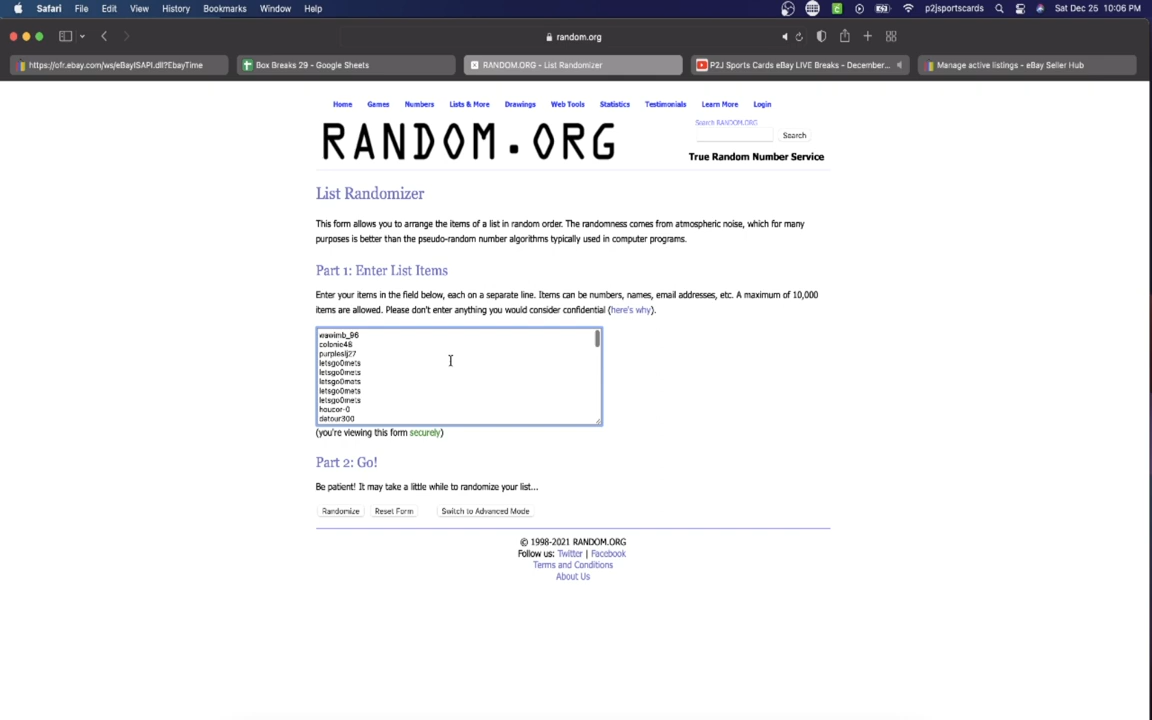 Safari File Edit View History Bookmarks Window Help p2jsportscards Sat Dec 25 10:06 PM
random.org
https://ofr.ebay.com/ws/eBayISAPI.dll?EbayTime Box Breaks 29 - Google Sheets RANDOM.ORG - List Randomizer P2J Sports Cards eBay LIVE Breaks - December... Manage active listings - eBay Seller Hub
Home Games Numbers Lists & More Drawings Web Tools Statistics Testimonials Learn More Login
RANDOM.ORG
Search RANDOM.ORG
Search
True Random Number Service
List Randomizer
This form allows you to arrange the items of a list in random order. The randomness comes from atmospheric noise, which for many
purposes is better than the pseudo-random number algorithms typically used in computer programs.
Part 1: Enter List Items
Enter your items in the field below, each on a separate line. Items can be numbers, names, email addresses, etc. A maximum of 10,000
items are allowed. Please don't enter anything you would consider confidential (here's why).
colonie48
purpleslj27
letsgo0mets
letsgo0mets
letsgo0mets
letsgo0mets
letsgo0mets
houcor-0
datour300
(you're viewing this form securely)
Part 2: Go!
Be patient! It may take a little while to randomize your list...
Randomize Reset Form Switch to Advanced Mode
© 1998-2021 RANDOM.ORG
Follow us: Twitter | Facebook
Terms and Conditions
About Us